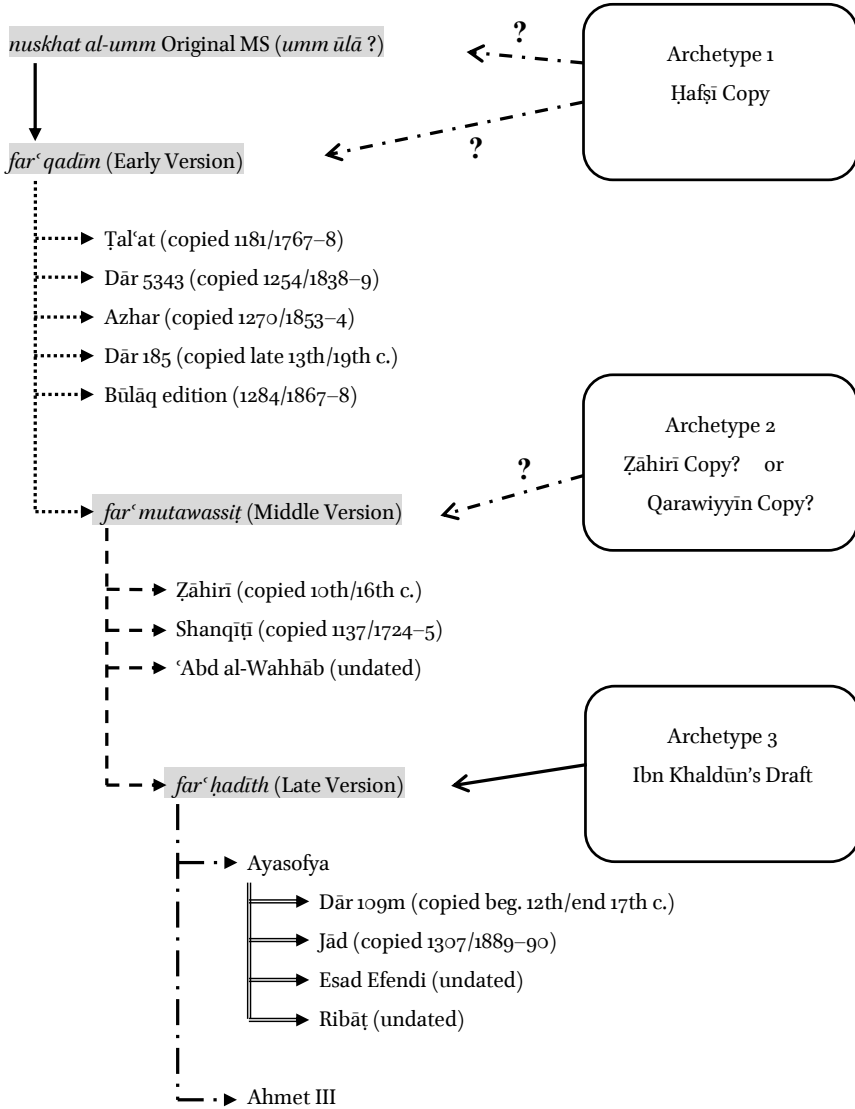 nuskhat al-umm Original MS (umm ūlā ?)
?
Archetype 1
Ḥafṣī Copy
?
farʿ qadīm (Early Version)
Ṭalʿat (copied 1181/1767–8)
Dār 5343 (copied 1254/1838–9)
Azhar (copied 1270/1853–4)
Dār 185 (copied late 13th/19th c.)
Būlāq edition (1284/1867–8)
Archetype 2
Ẓāhirī Copy? or
Qarawiyyīn Copy?
?
farʿ mutawassiṭ (Middle Version)
Ẓāhirī (copied 10th/16th c.)
Shanqīṭī (copied 1137/1724–5)
ʿAbd al-Wahhāb (undated)
Archetype 3
Ibn Khaldūn’s Draft
farʿ ḥadīth (Late Version)
Ayasofya
Dār 109m (copied beg. 12th/end 17th c.)
Jād (copied 1307/1889–90)
Esad Efendi (undated)
Ribāṭ (undated)
Ahmet III